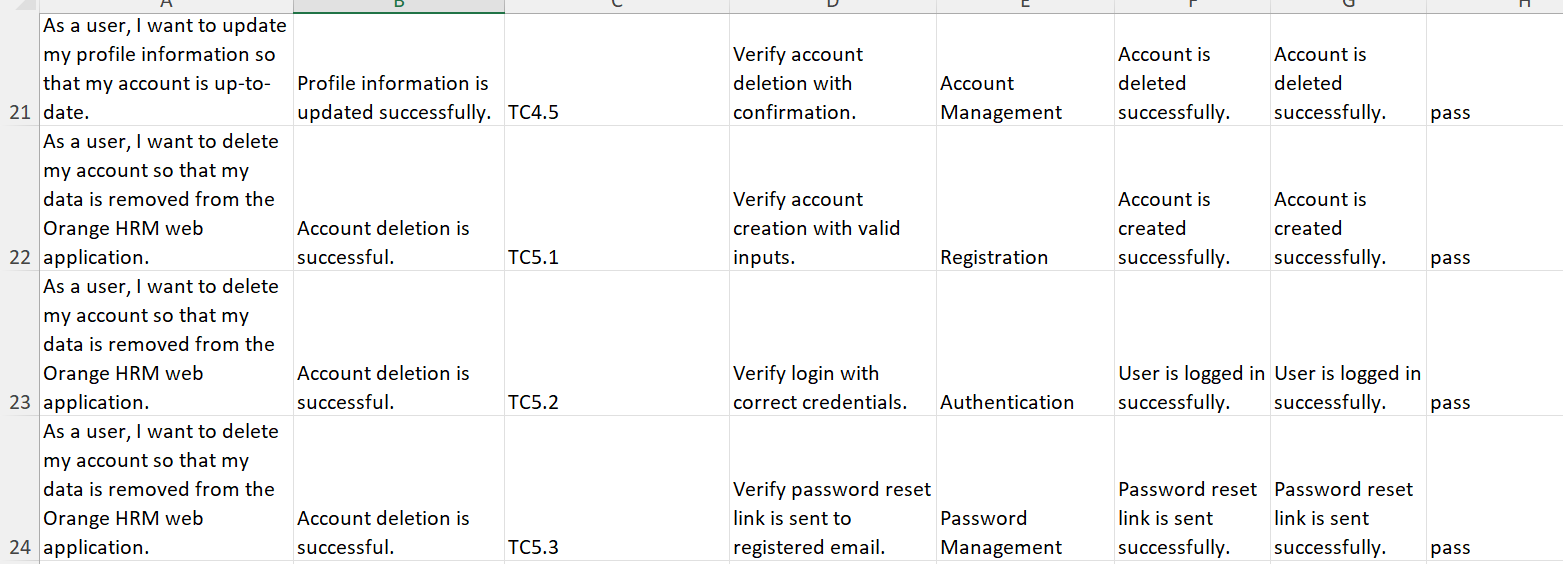 A B C D E F G H
As a user, I want to update
my profile information so
that my account is up-to-
date.
Profile information is
updated successfully.
TC4.5
Verify account
deletion with
confirmation.
Account
Management
Account is
deleted
successfully.
Account is
deleted
successfully.
pass
21
As a user, I want to delete
my account so that my
data is removed from the
Orange HRM web
application.
Account deletion is
successful.
TC5.1
Verify account
creation with valid
inputs.
Registration
Account is
created
successfully.
Account is
created
successfully.
pass
22
As a user, I want to delete
my account so that my
data is removed from the
Orange HRM web
application.
Account deletion is
successful.
TC5.2
Verify login with
correct credentials.
Authentication
User is logged in
successfully.
User is logged in
successfully.
pass
23
As a user, I want to delete
my account so that my
data is removed from the
Orange HRM web
application.
Account deletion is
successful.
TC5.3
Verify password reset
link is sent to
registered email.
Password
Management
Password reset
link is sent
successfully.
Password reset
link is sent
successfully.
pass
24